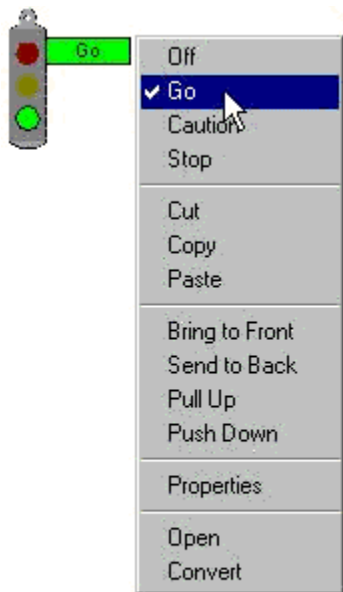 Go
Off
Go
Caution
Stop
Cut
Copy
Paste
Bring to Front
Send to Back
Pull Up
Push Down
Properties
Open
Convert